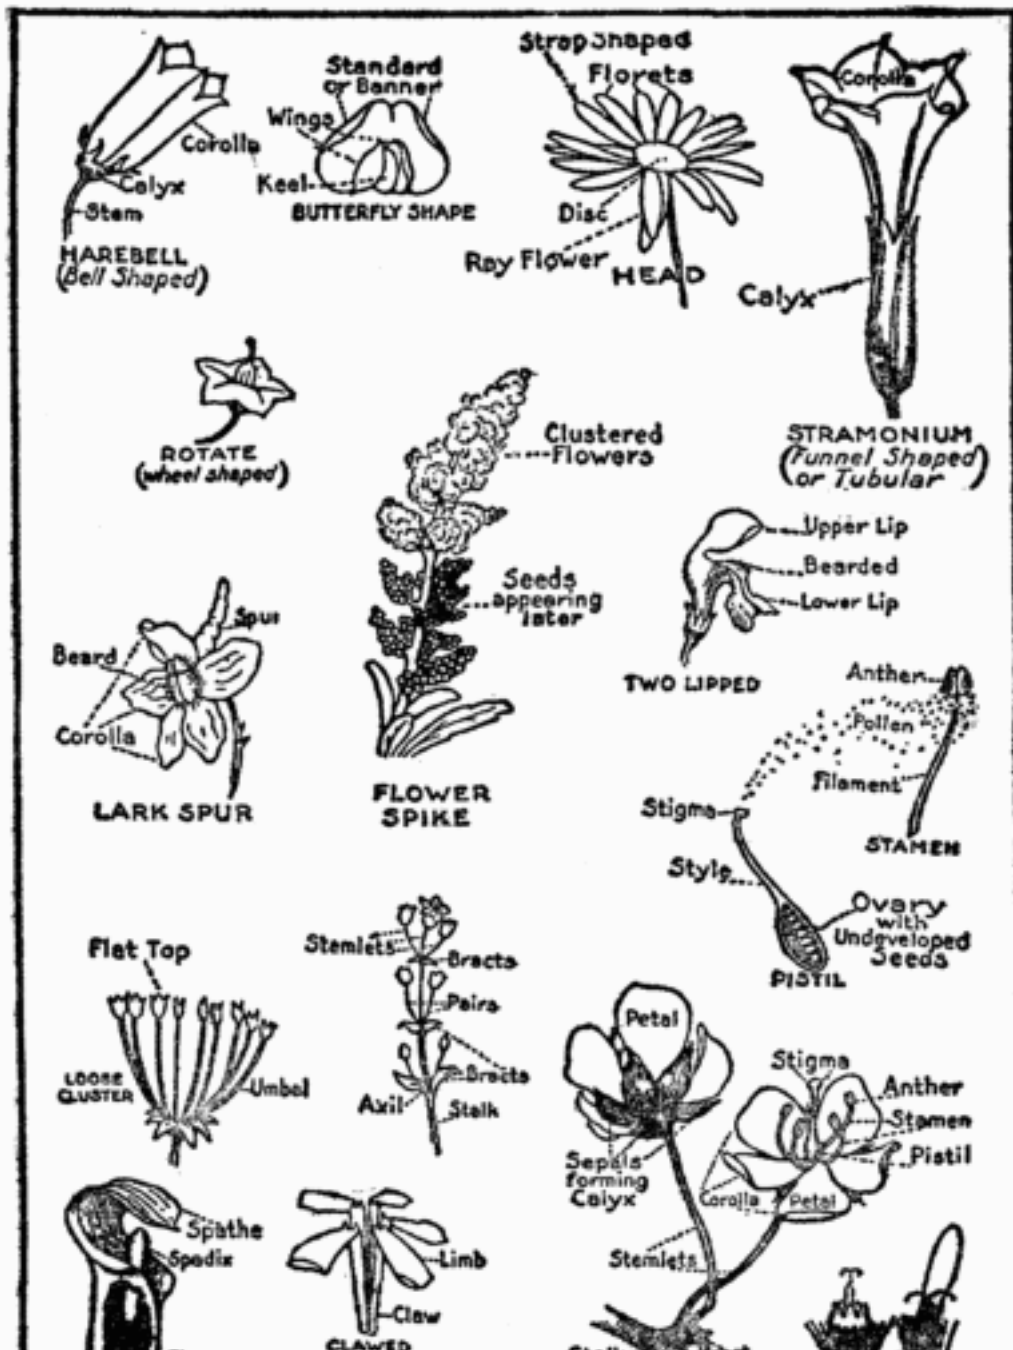 Corolla
Calyx
Stem
HAREBELL
(Bell Shaped)
Standard
or Banner
Wings
Keel
BUTTERFLY SHAPE
Strap Shaped
Florets
Disc
Ray Flower
HEAD
Corolla
Calyx
STRAMONIUM
(Funnel Shaped)
or Tubular
ROTATE
(wheel shaped)
Clustered
Flowers
Seeds
appearing
later
FLOWER
SPIKE
Upper Lip
Bearded
Lower Lip
TWO LIPPED
Spur
Beard
Corolla
LARK SPUR
Anther
Pollen
Filament
STAMEN
Stigma
Style
Ovary
with
Undeveloped
Seeds
PISTIL
Flat Top
LOOSE
CLUSTER
Umbel
Stemlets
Bracts
Pairs
Bracts
Axil
Stalk
Petal
Sepals
forming
Calyx
Stigma
Anther
Stamen
Pistil
Corolla
Petal
Stemlets
Spathe
Spadix
Limb
Claw
CLAWED